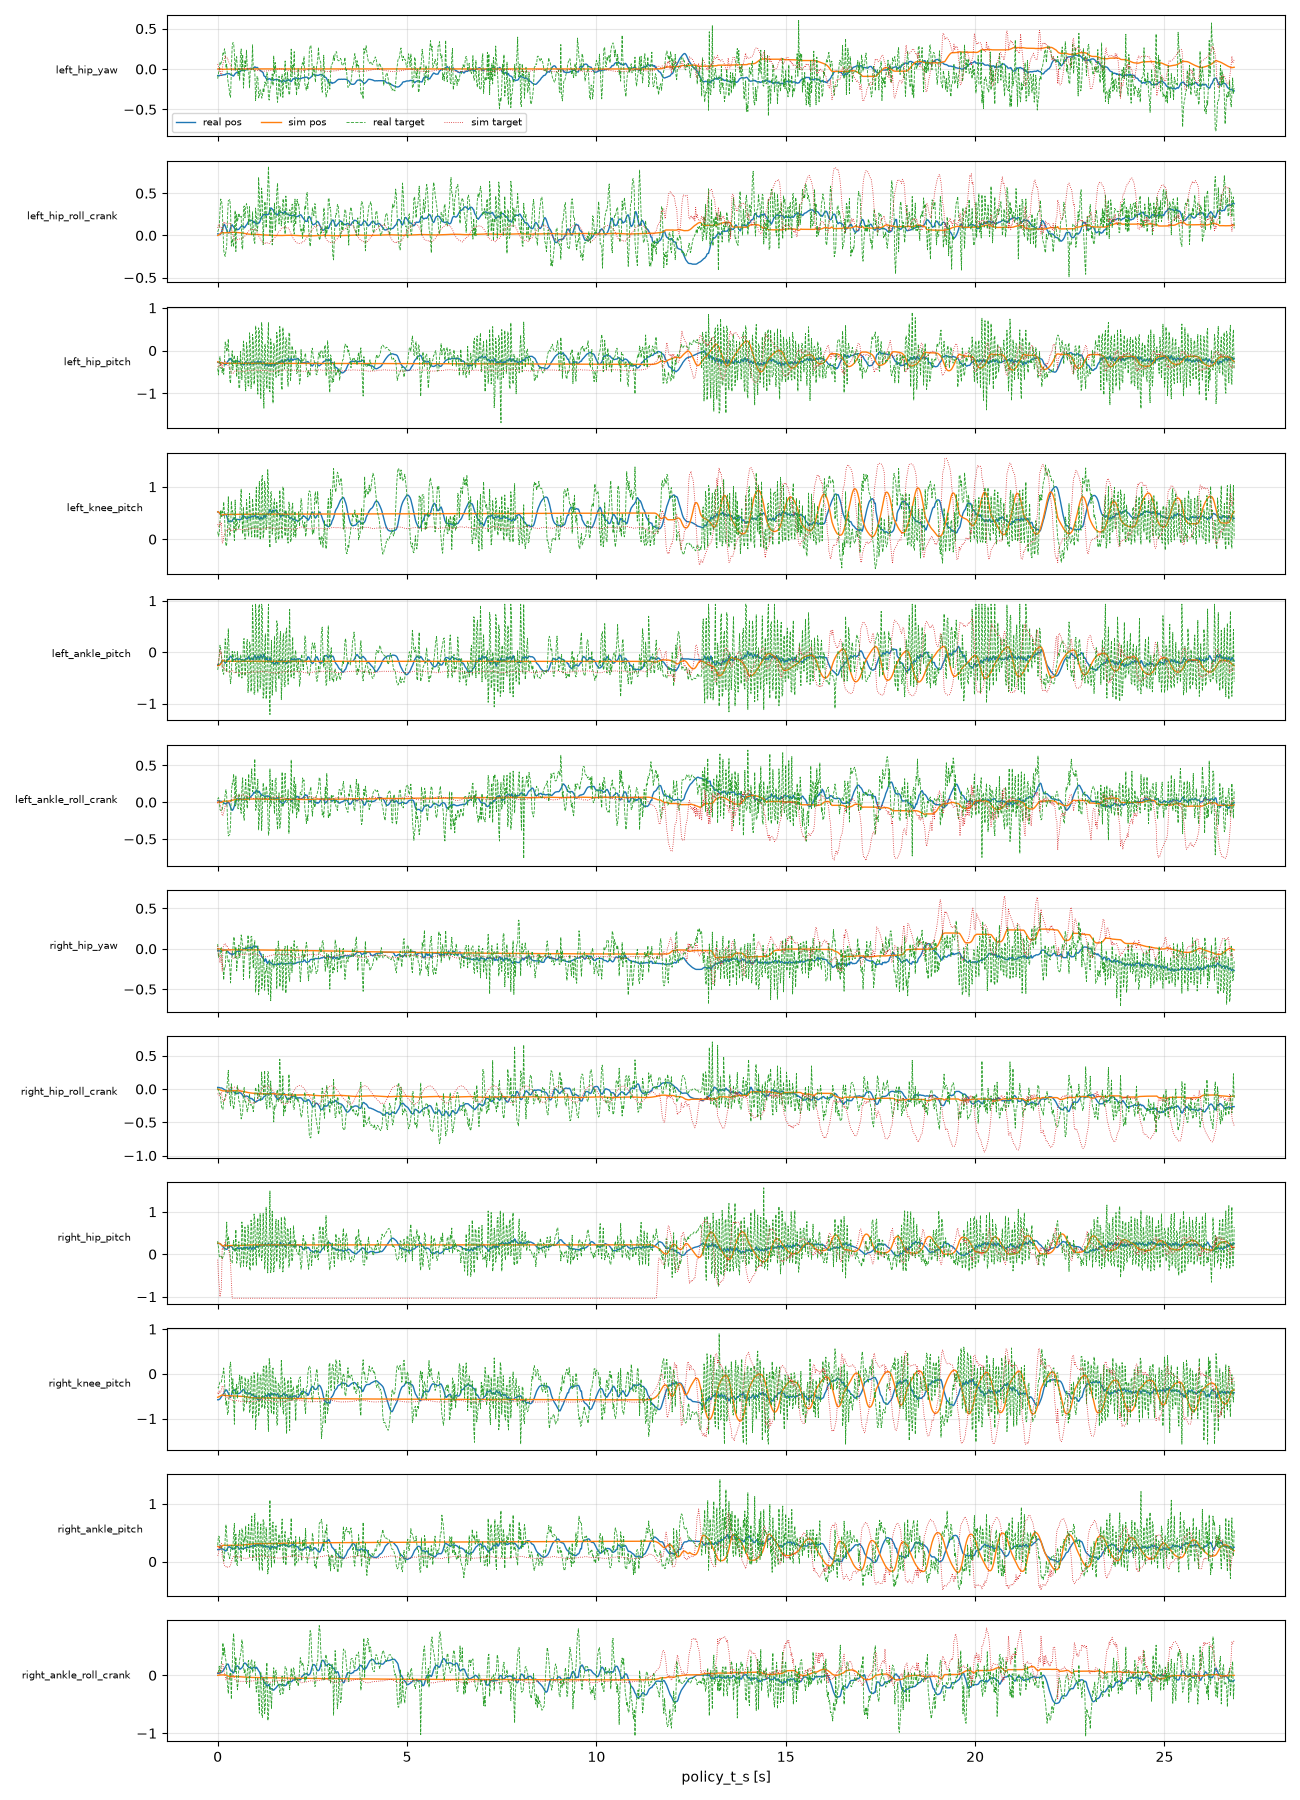 left_hip_yaw
0.5
0.0
−0.5
real pos
sim pos
real target
sim target
left_hip_roll_crank
0.5
0.0
−0.5
left_hip_pitch
1
0
−1
left_knee_pitch
1
0
left_ankle_pitch
1
0
−1
left_ankle_roll_crank
0.5
0.0
−0.5
right_hip_yaw
0.5
0.0
−0.5
right_hip_roll_crank
0.5
0.0
−0.5
−1.0
right_hip_pitch
1
0
−1
right_knee_pitch
1
0
−1
right_ankle_pitch
1
0
right_ankle_roll_crank
0
−1
0 5 10 15 20 25
policy_t_s [s]